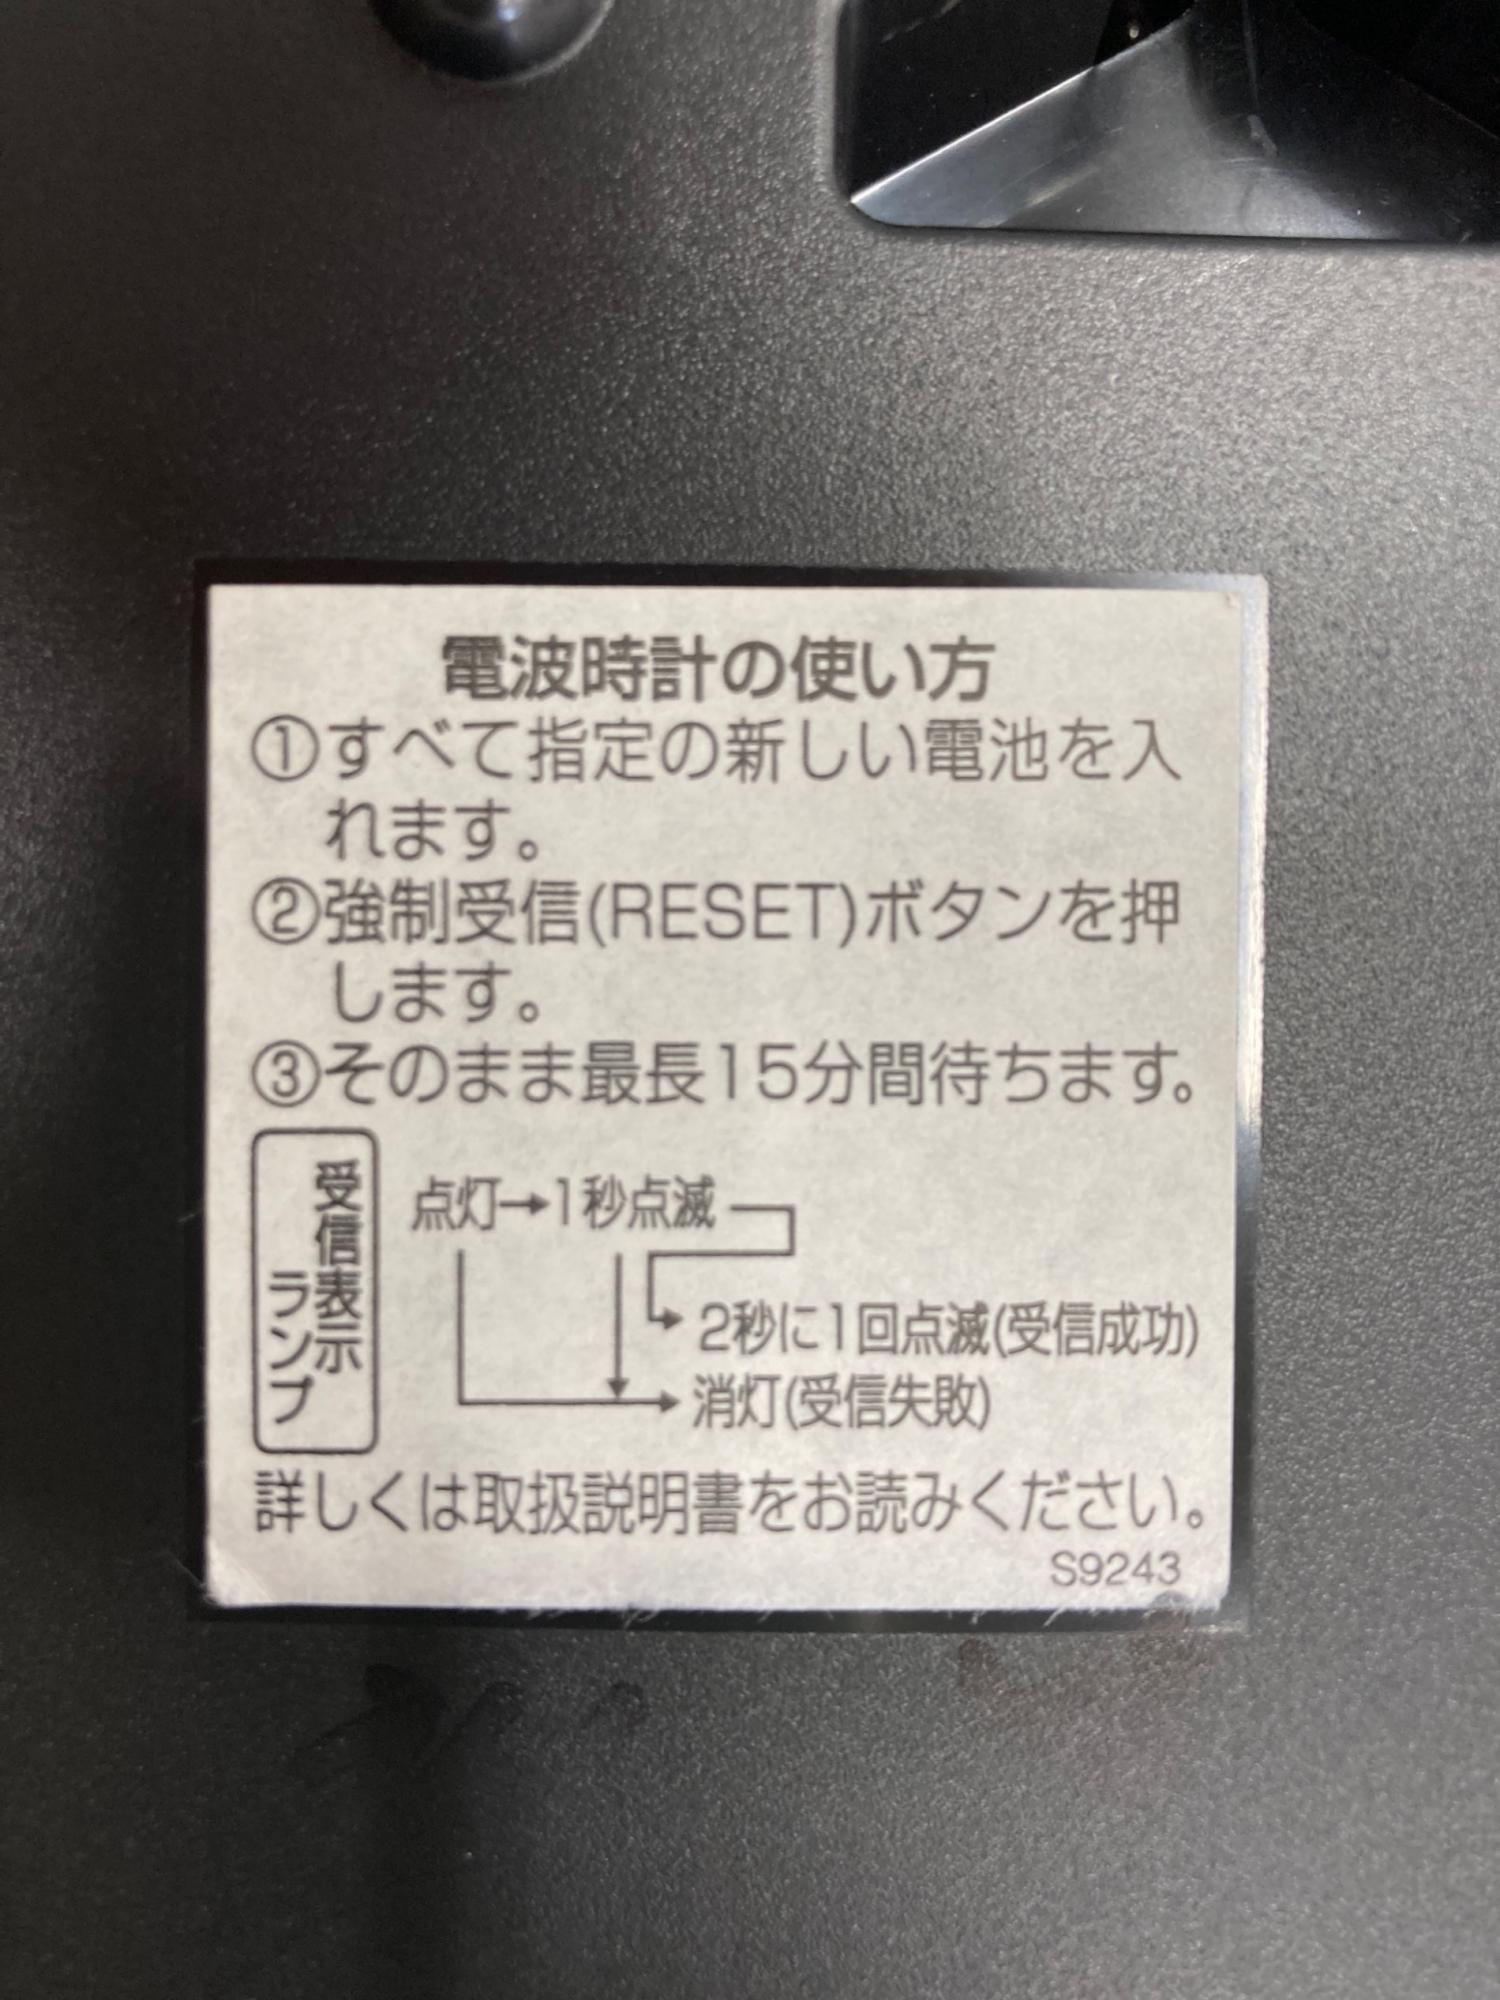 電波時計の使い方
①すべて指定の新しい電池を入
れます。
②強制受信(RESET)ボタンを押
します。
③そのまま最長15分間待ちます。
受信表示
ランプ
点灯→1秒点滅
2秒に1回点滅(受信成功)
消灯(受信失敗)
詳しくは取扱説明書をお読みください。
S9243